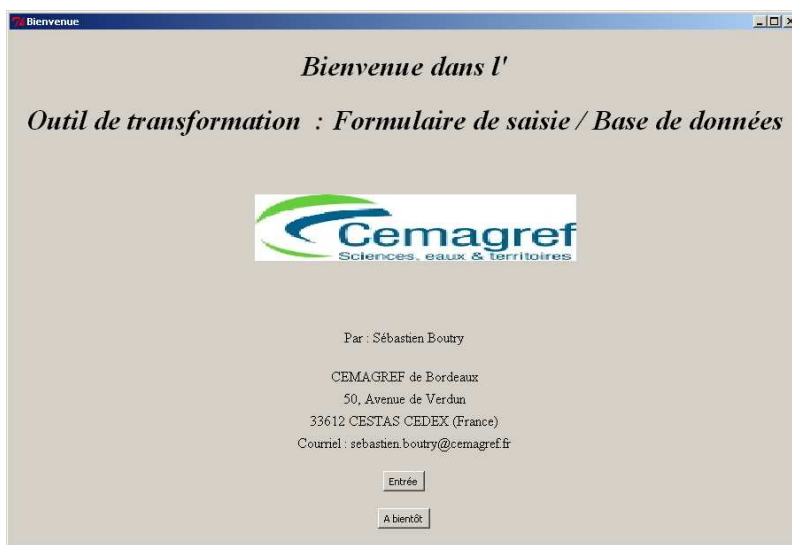 Bienvenue
Bienvenue dans l'
Outil de transformation : Formulaire de saisie / Base de données
Cemagref
Sciences, eaux & territoires
Par : Sébastien Boutry
CEMAGREF de Bordeaux
50, Avenue de Verdun
33612 CESTAS CEDEX (France)
Courriel : sebastien.boutry@cemagref.fr
Entrée
A bientôt